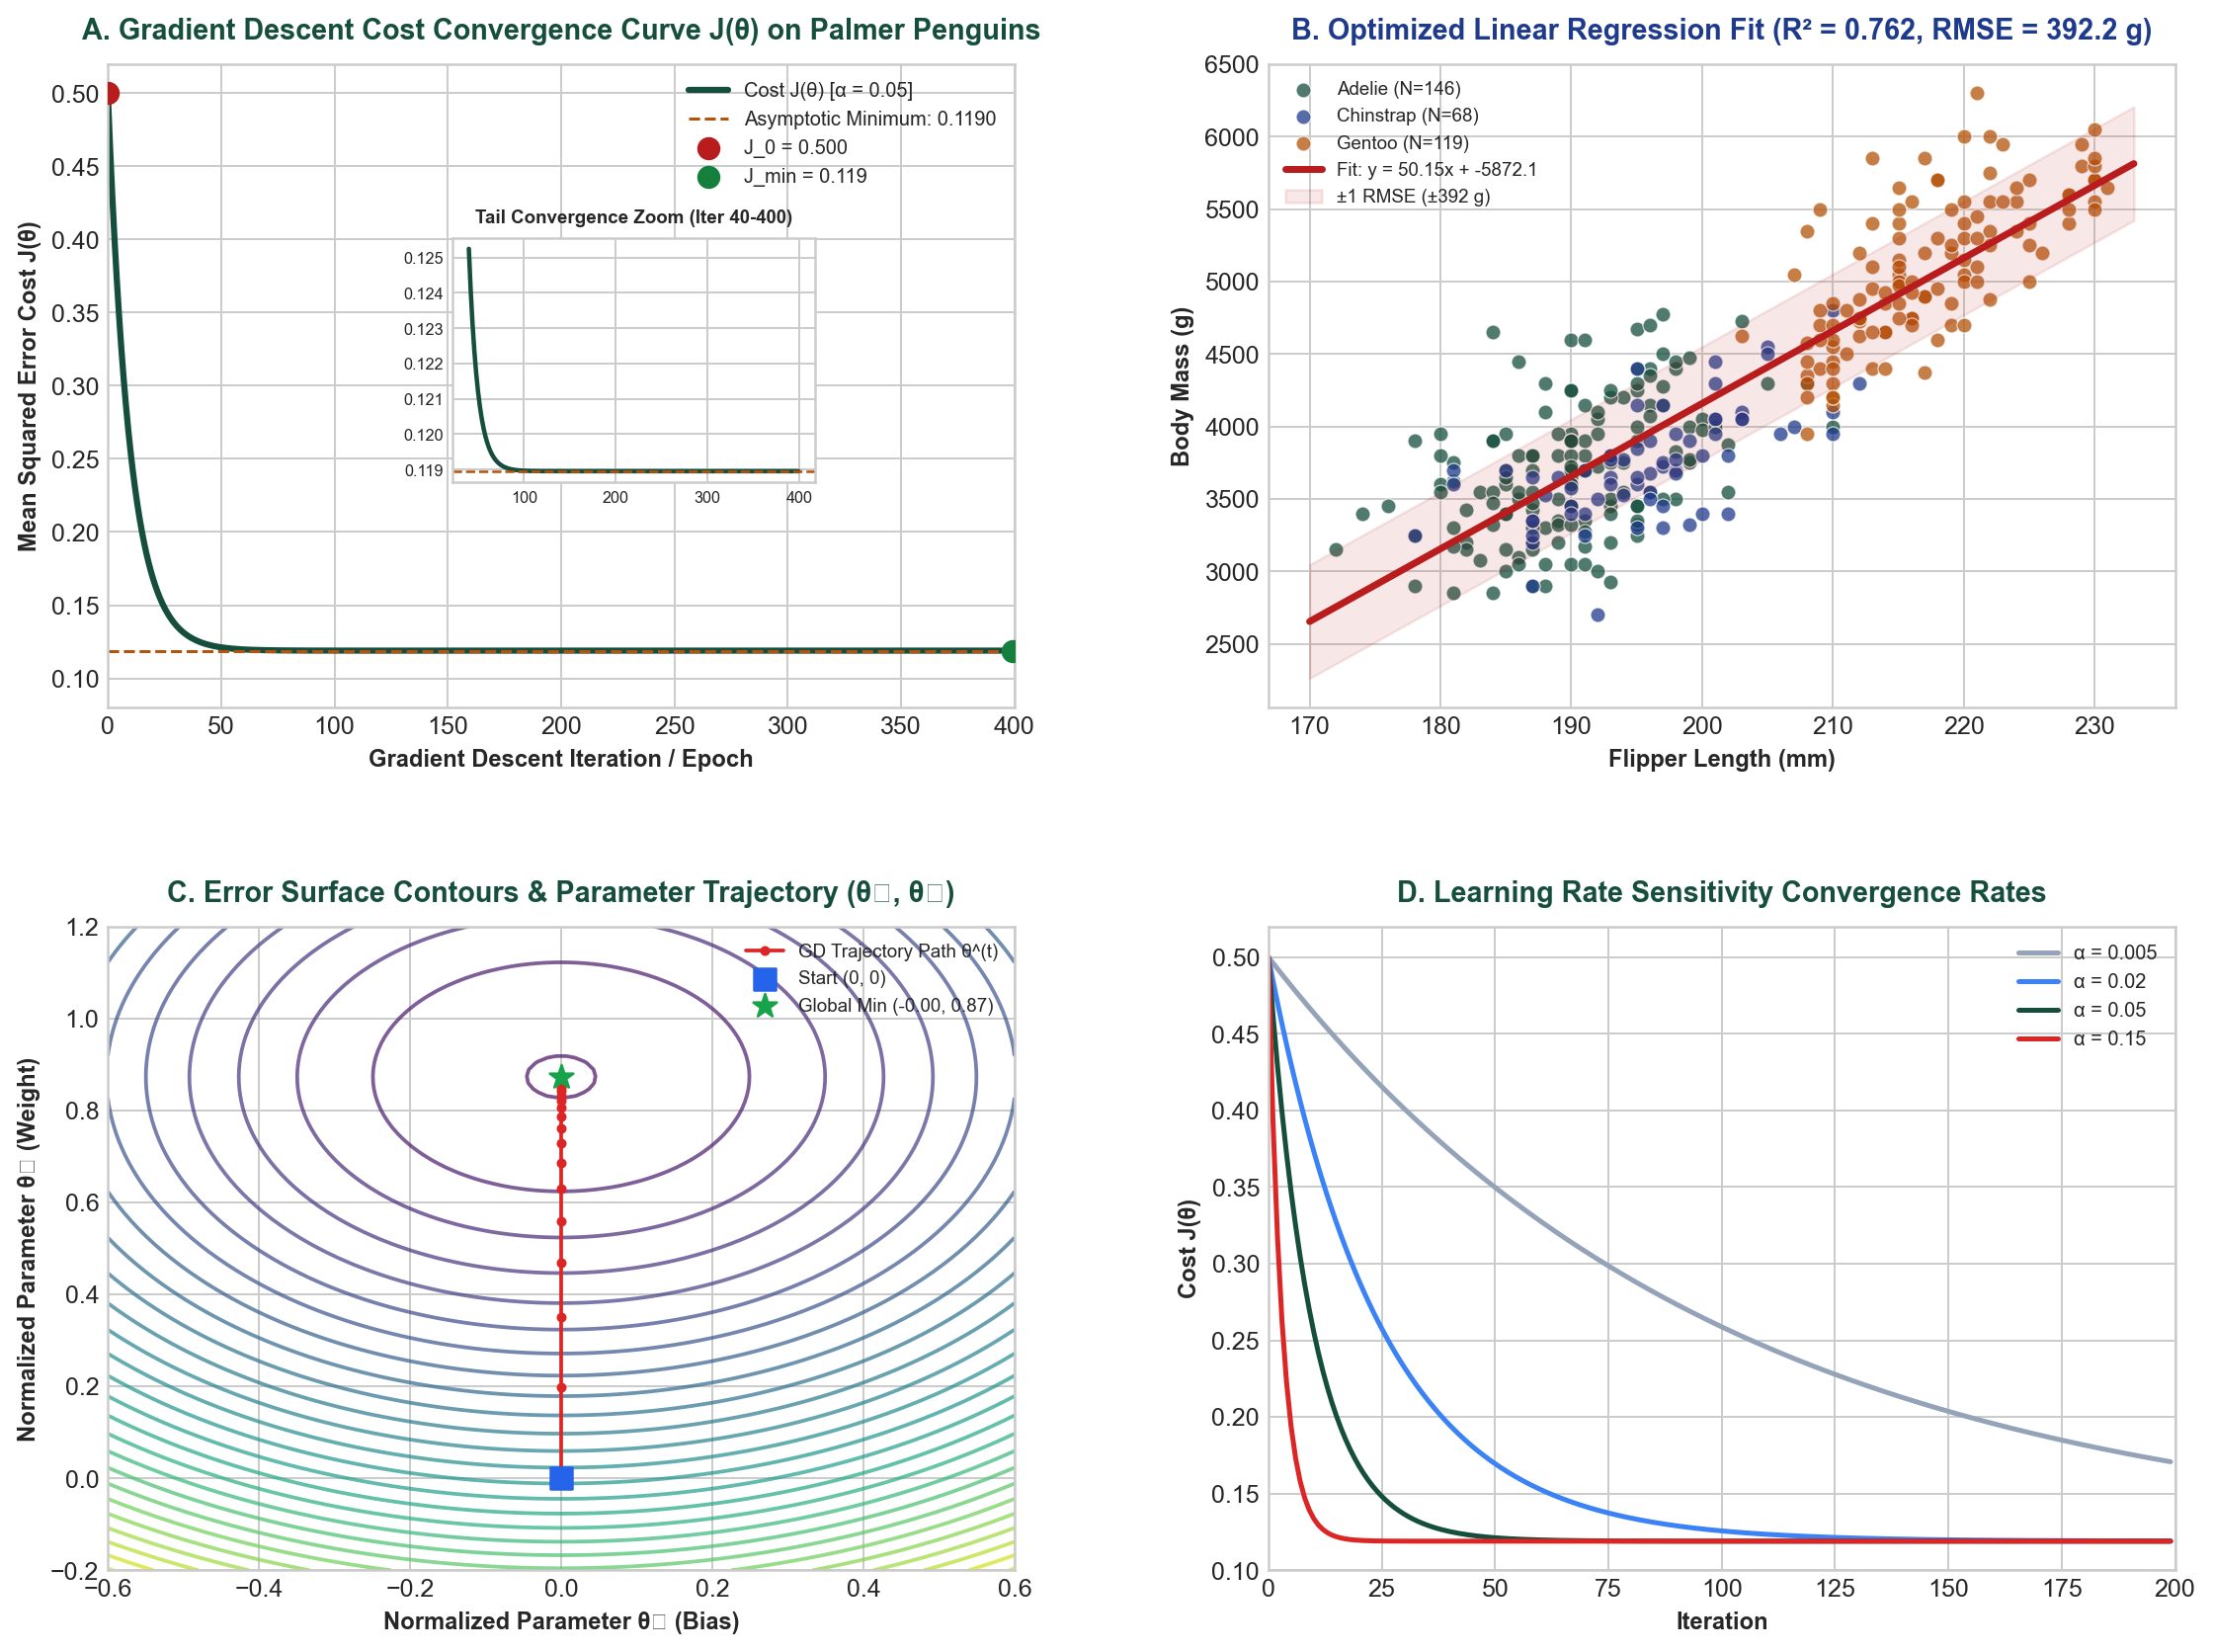 A. Gradient Descent Cost Convergence Curve J(θ) on Palmer Penguins
Mean Squared Error Cost J(θ)
0.50
0.45
0.40
0.35
0.30
0.25
0.20
0.15
0.10
Cost J(θ) [α = 0.05]
Asymptotic Minimum: 0.1190
J_0 = 0.500
J_min = 0.119
Tail Convergence Zoom (Iter 40-400)
0.125
0.124
0.123
0.122
0.121
0.120
0.119
100 200 300 400
0 50 100 150 200 250 300 350 400
Gradient Descent Iteration / Epoch
B. Optimized Linear Regression Fit (R² = 0.762, RMSE = 392.2 g)
Body Mass (g)
6500
6000
5500
5000
4500
4000
3500
3000
2500
Adelie (N=146)
Chinstrap (N=68)
Gentoo (N=119)
Fit: y = 50.15x + -5872.1
±1 RMSE (±392 g)
170 180 190 200 210 220 230
Flipper Length (mm)
C. Error Surface Contours & Parameter Trajectory (θ□, θ□)
Normalized Parameter θ□ (Weight)
1.2
1.0
0.8
0.6
0.4
0.2
0.0
−0.2
GD Trajectory Path θ^(t)
Start (0, 0)
Global Min (-0.00, 0.87)
−0.6 −0.4 −0.2 0.0 0.2 0.4 0.6
Normalized Parameter θ□ (Bias)
D. Learning Rate Sensitivity Convergence Rates
Cost J(θ)
0.50
0.45
0.40
0.35
0.30
0.25
0.20
0.15
0.10
α = 0.005
α = 0.02
α = 0.05
α = 0.15
0 25 50 75 100 125 150 175 200
Iteration